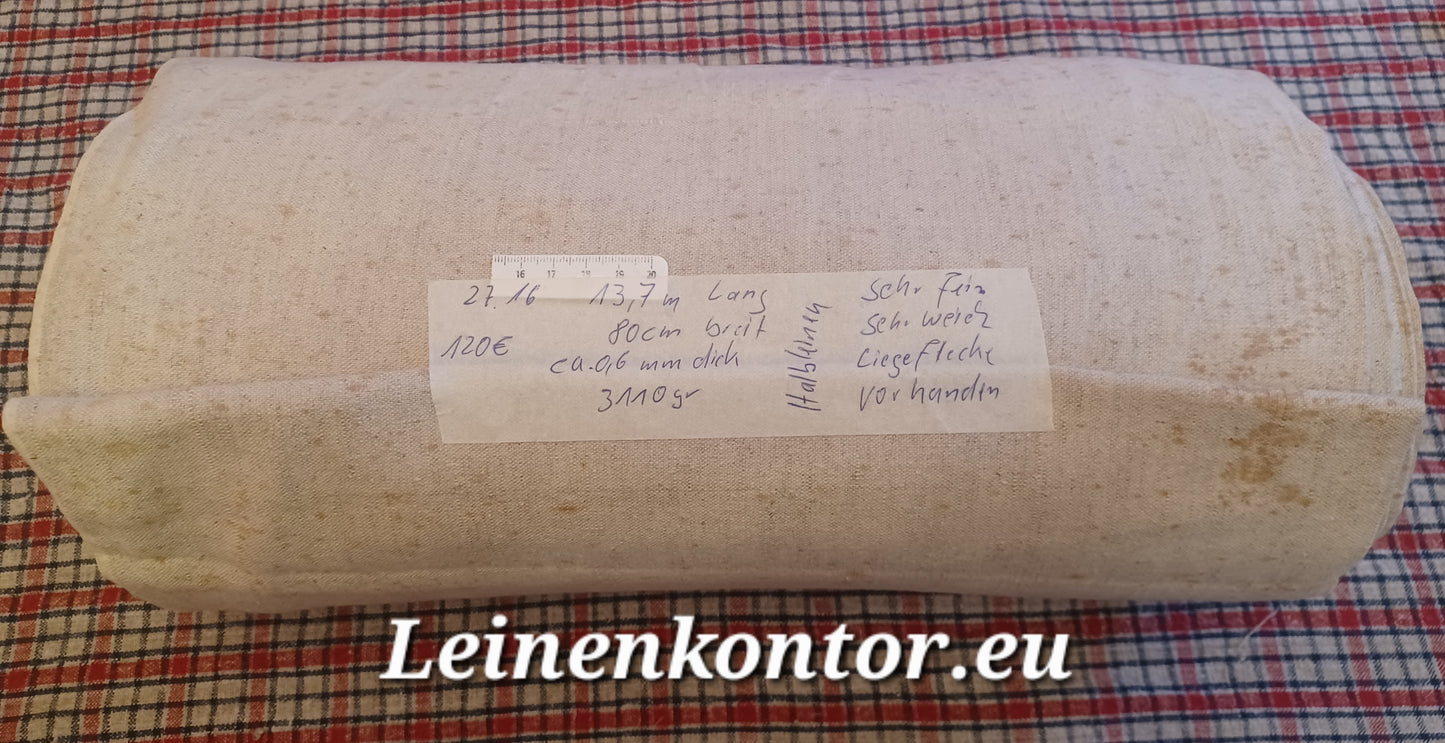 16 17 18 19 20
27.16 13,7 m Lang
120€
80cm breit
ca.0,6 mm dick
3110gr
Halbleinen
Sehr fein
Sehr weich
Liegeflecke
vorhanden
Leinenkontor.eu